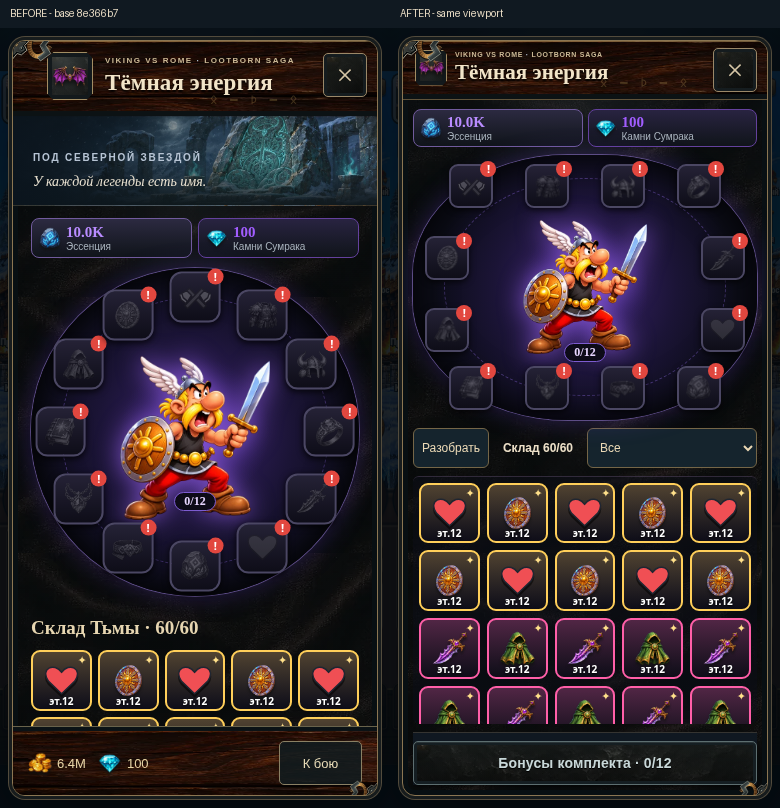 BEFORE - base 8e366b7
VIKING VS ROME · LOOTBORN SAGA
Тёмная энергия
×
ПОД СЕВЕРНОЙ ЗВЕЗДОЙ
У каждой легенды есть имя.
10.0K
Эссенция
100
Камни Сумрака
! ! ! ! ! ! ! ! ! ! ! !
0/12
Склад Тьмы · 60/60
эт.12 эт.12 эт.12 эт.12 эт.12
6.4M 100 К бою
AFTER - same viewport
VIKING VS ROME · LOOTBORN SAGA
Тёмная энергия
×
10.0K
Эссенция
100
Камни Сумрака
! ! ! ! ! ! ! ! ! ! ! !
0/12
Разобрать Склад 60/60 Все
эт.12 эт.12 эт.12 эт.12 эт.12
эт.12 эт.12 эт.12 эт.12 эт.12
эт.12 эт.12 эт.12 эт.12 эт.12
Бонусы комплекта · 0/12